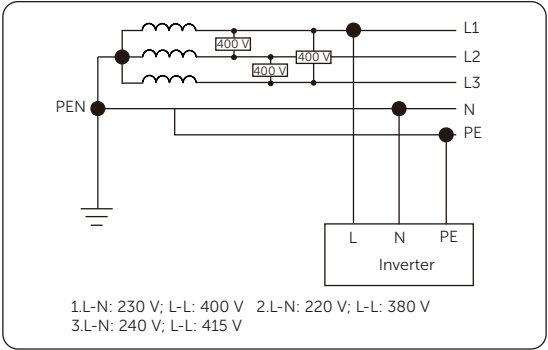 L1
400 V
400 V
L2
400 V
L3
PEN
N
PE
L N PE
Inverter
1.L-N: 230 V; L-L: 400 V 2.L-N: 220 V; L-L: 380 V
3.L-N: 240 V; L-L: 415 V